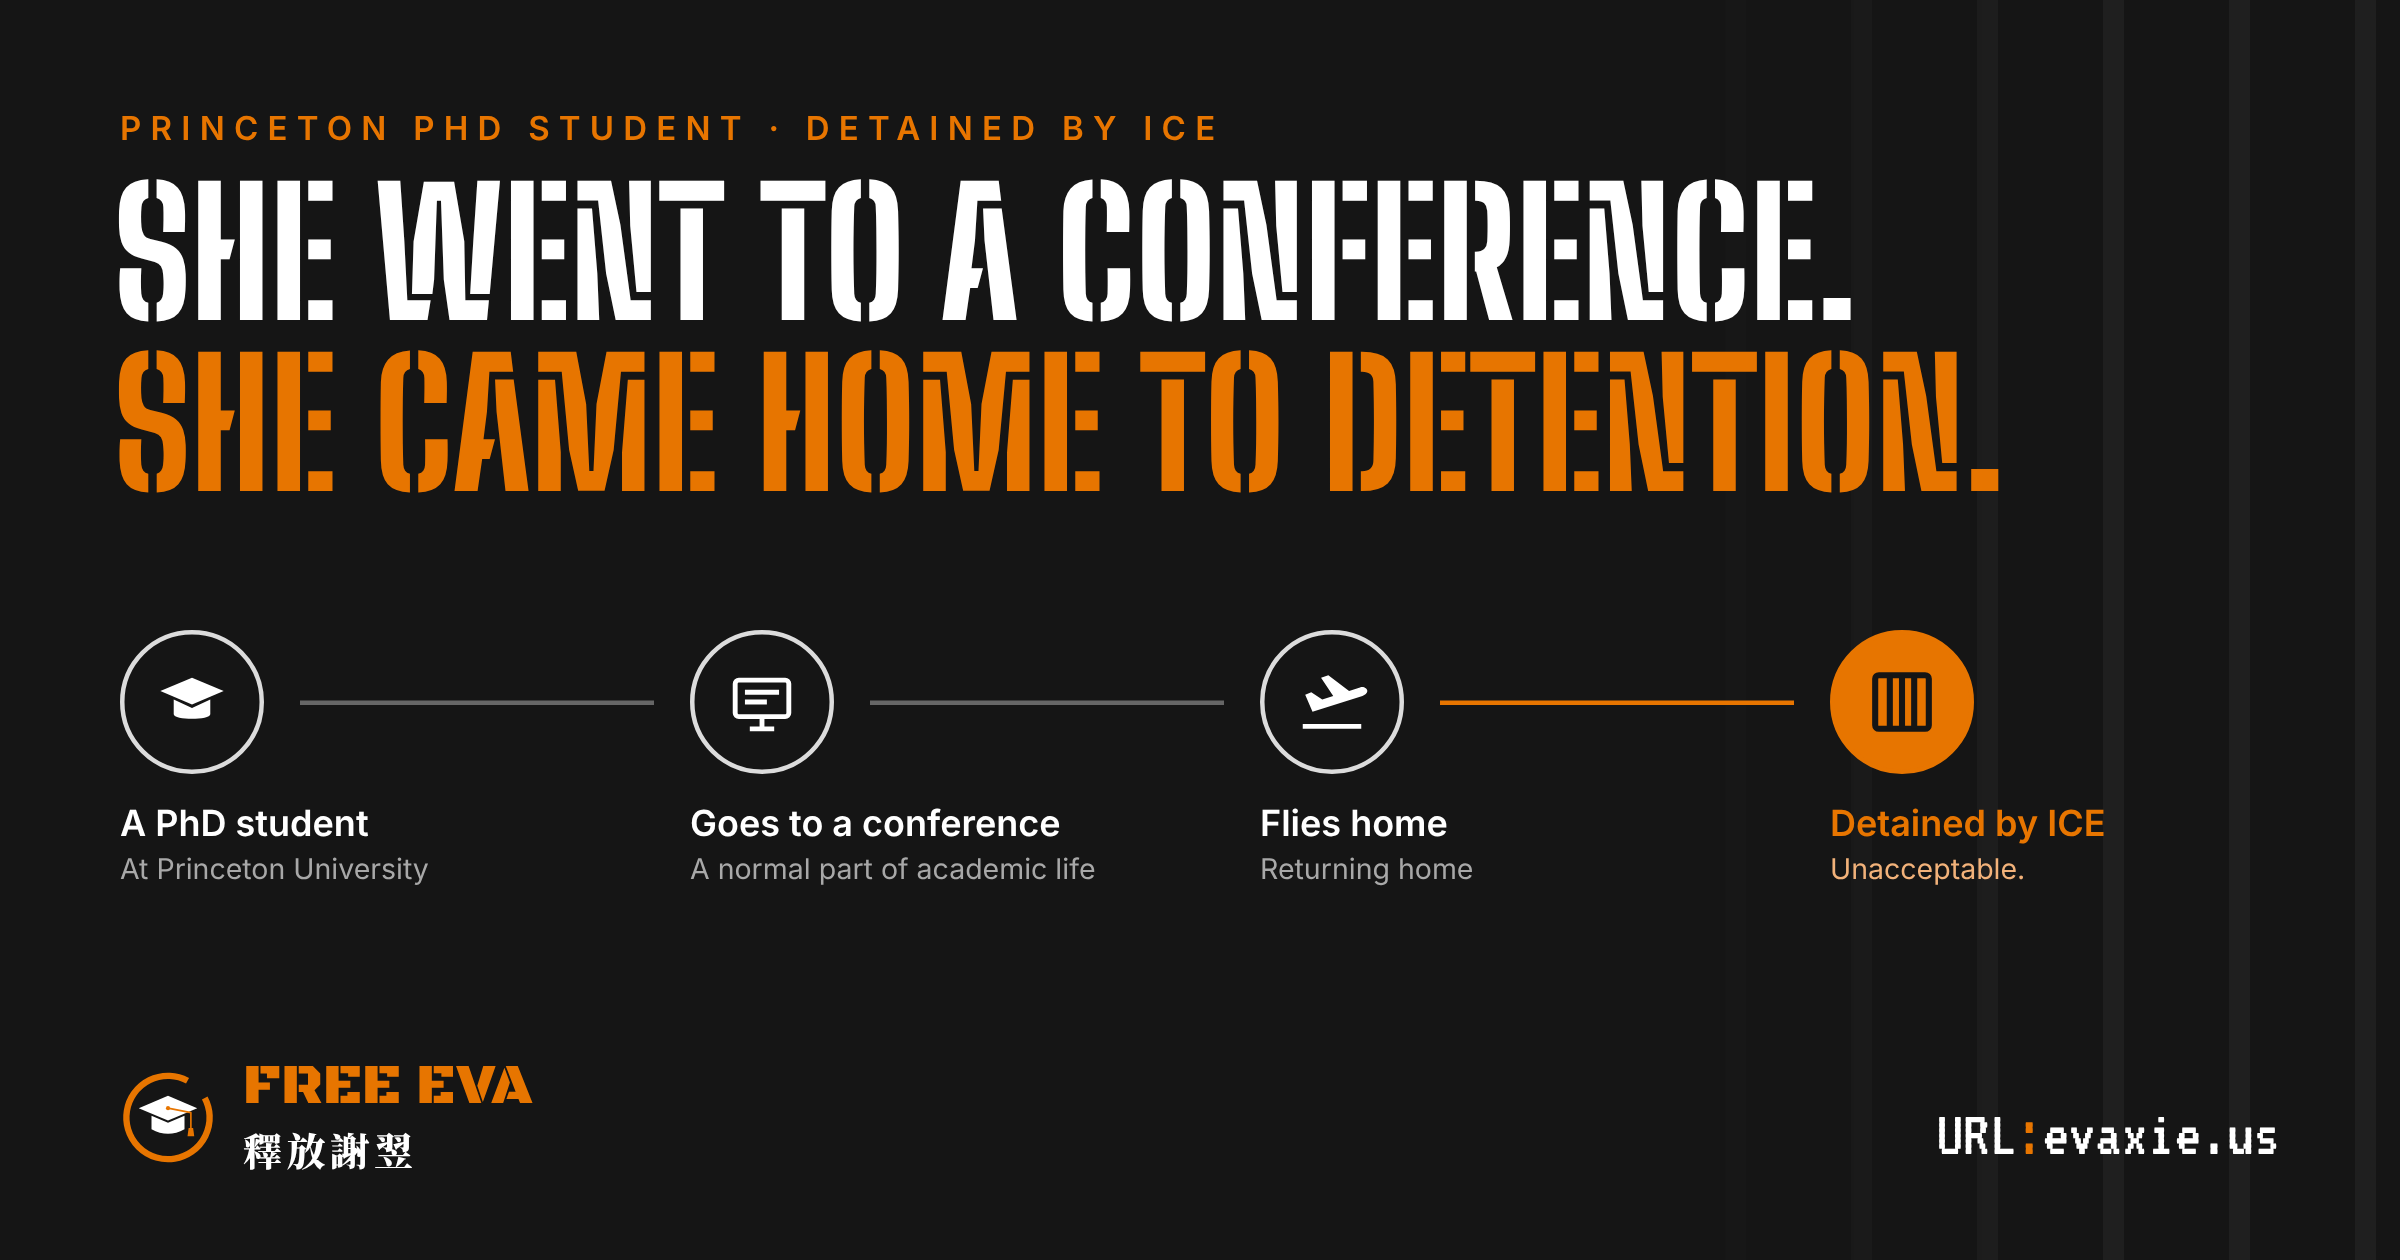 PRINCETON PHD STUDENT · DETAINED BY ICE
SHE WENT TO A CONFERENCE.
SHE CAME HOME TO DETENTION.
A PhD student
At Princeton University
Goes to a conference
A normal part of academic life
Flies home
Returning home
Detained by ICE
Unacceptable.
FREE EVA
釋放謝翌
URL:evaxie.us